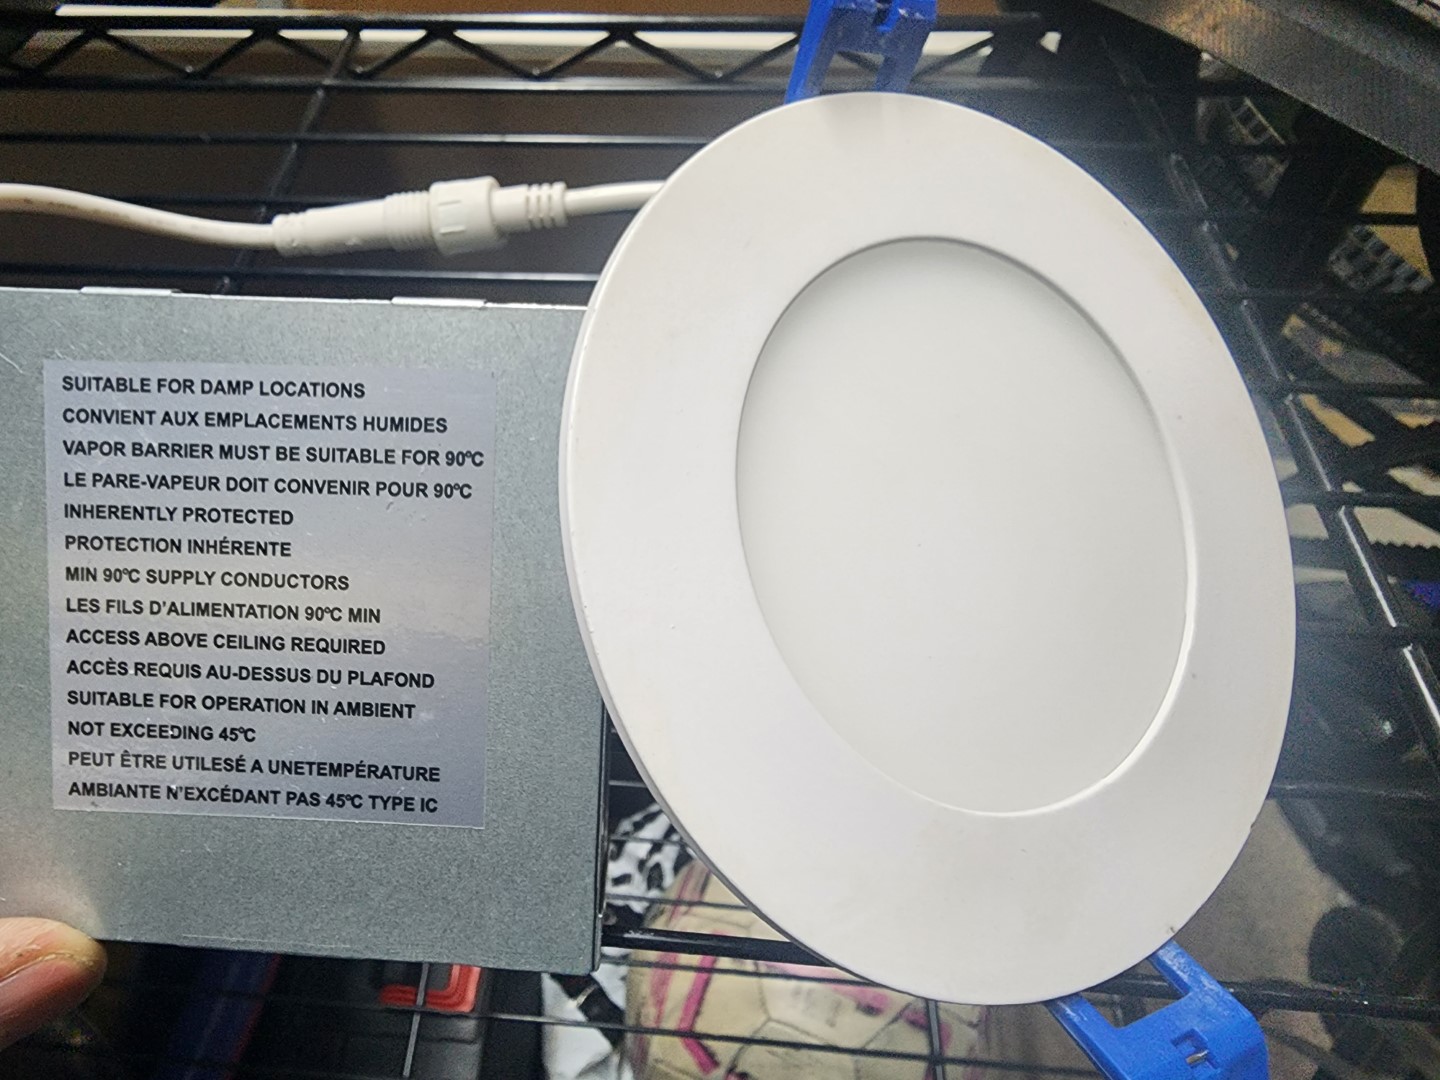 SUITABLE FOR DAMP LOCATIONS
CONVIENT AUX EMPLACEMENTS HUMIDES
VAPOR BARRIER MUST BE SUITABLE FOR 90ºC
LE PARE-VAPEUR DOIT CONVENIR POUR 90ºC
INHERENTLY PROTECTED
PROTECTION INHÉRENTE
MIN 90ºC SUPPLY CONDUCTORS
LES FILS D'ALIMENTATION 90ºC MIN
ACCESS ABOVE CEILING REQUIRED
ACCÈS REQUIS AU-DESSUS DU PLAFOND
SUITABLE FOR OPERATION IN AMBIENT
NOT EXCEEDING 45ºC
PEUT ÊTRE UTILESÉ A UNETEMPÉRATURE
AMBIANTE N'EXCÉDANT PAS 45ºC TYPE IC